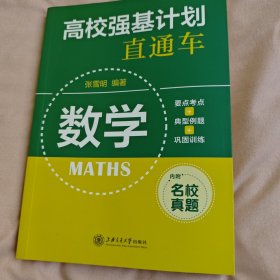 高校强基计划
直通车
张雪明 编著
数学
MATHS
要点考点
+
典型例题
+
巩固训练
内附
名校
真题
上海交通大学出版社